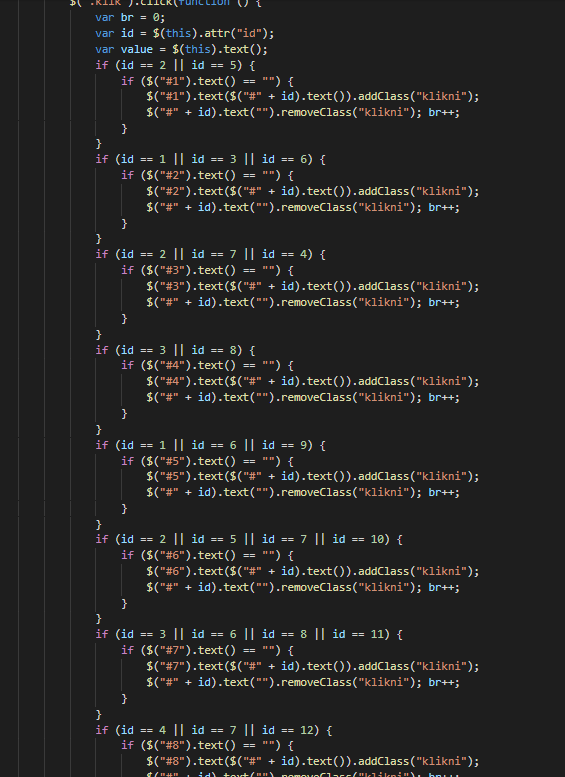 $(".klik").click(function () {
var br = 0;
var id = $(this).attr("id");
var value = $(this).text();
if (id == 2 || id == 5) {
if ($("#1").text() == "") {
$("#1").text($("#" + id).text()).addClass("klikni");
$("#" + id).text("").removeClass("klikni"); br++;
}
}
if (id == 1 || id == 3 || id == 6) {
if ($("#2").text() == "") {
$("#2").text($("#" + id).text()).addClass("klikni");
$("#" + id).text("").removeClass("klikni"); br++;
}
}
if (id == 2 || id == 7 || id == 4) {
if ($("#3").text() == "") {
$("#3").text($("#" + id).text()).addClass("klikni");
$("#" + id).text("").removeClass("klikni"); br++;
}
}
if (id == 3 || id == 8) {
if ($("#4").text() == "") {
$("#4").text($("#" + id).text()).addClass("klikni");
$("#" + id).text("").removeClass("klikni"); br++;
}
}
if (id == 1 || id == 6 || id == 9) {
if ($("#5").text() == "") {
$("#5").text($("#" + id).text()).addClass("klikni");
$("#" + id).text("").removeClass("klikni"); br++;
}
}
if (id == 2 || id == 5 || id == 7 || id == 10) {
if ($("#6").text() == "") {
$("#6").text($("#" + id).text()).addClass("klikni");
$("#" + id).text("").removeClass("klikni"); br++;
}
}
if (id == 3 || id == 6 || id == 8 || id == 11) {
if ($("#7").text() == "") {
$("#7").text($("#" + id).text()).addClass("klikni");
$("#" + id).text("").removeClass("klikni"); br++;
}
}
if (id == 4 || id == 7 || id == 12) {
if ($("#8").text() == "") {
$("#8").text($("#" + id).text()).addClass("klikni");
$("#" + id).text("").removeClass("klikni"); br++;